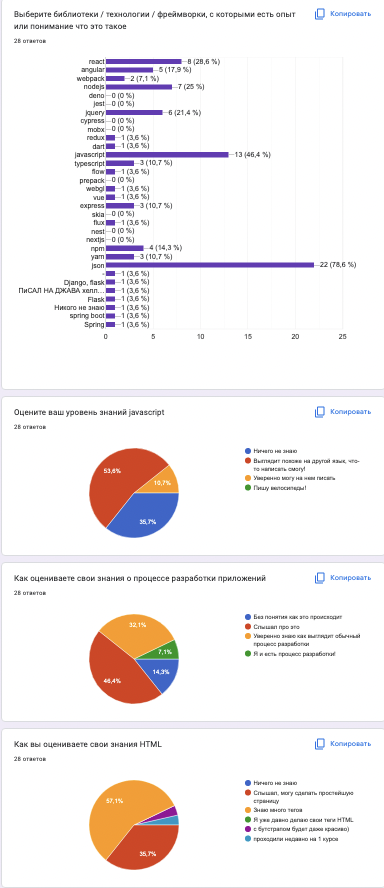 Выберите библиотеки / технологии / фреймворки, с которыми есть опыт
или понимание что это такое
Копировать
28 ответов
react 8 (28,6 %)
angular 5 (17,9 %)
webpack 2 (7,1 %)
nodejs 7 (25 %)
deno 0 (0 %)
jest 0 (0 %)
jquery 6 (21,4 %)
cypress 0 (0 %)
mobx 0 (0 %)
redux 1 (3,6 %)
dart 1 (3,6 %)
javascript 13 (46,4 %)
typescript 3 (10,7 %)
flow 1 (3,6 %)
prepack 0 (0 %)
webgl 1 (3,6 %)
vue 1 (3,6 %)
express 3 (10,7 %)
skia 0 (0 %)
flux 1 (3,6 %)
nest 0 (0 %)
nextjs 0 (0 %)
npm 4 (14,3 %)
yarn 3 (10,7 %)
json 22 (78,6 %)
- 1 (3,6 %)
Django, flask 1 (3,6 %)
ПиСАЛ НА ДЖАВА хелл... 1 (3,6 %)
Flask 1 (3,6 %)
Никого не знаю 1 (3,6 %)
spring boot 1 (3,6 %)
Spring 1 (3,6 %)
0 5 10 15 20 25
Оцените ваш уровень знаний javascript
Копировать
28 ответов
53,6%
10,7%
35,7%
Ничего не знаю
Выглядит похоже на другой язык, что-
то написать смогу!
Уверенно могу на нем писать
Пишу велосипеды!
Как оцениваете свои знания о процессе разработки приложений
Копировать
28 ответов
32,1%
7,1%
14,3%
46,4%
Без понятия как это происходит
Слышал про это
Уверенно знаю как выглядит обычный
процесс разработки
Я и есть процесс разработки!
Как вы оцениваете свои знания HTML
Копировать
28 ответов
57,1%
35,7%
Ничего не знаю
Слышал, могу сделать простейшую
страницу
Знаю много тегов
Я уже давно делаю свои теги HTML
с бутстрапом будет даже красиво)
проходили недавно на 1 курсе